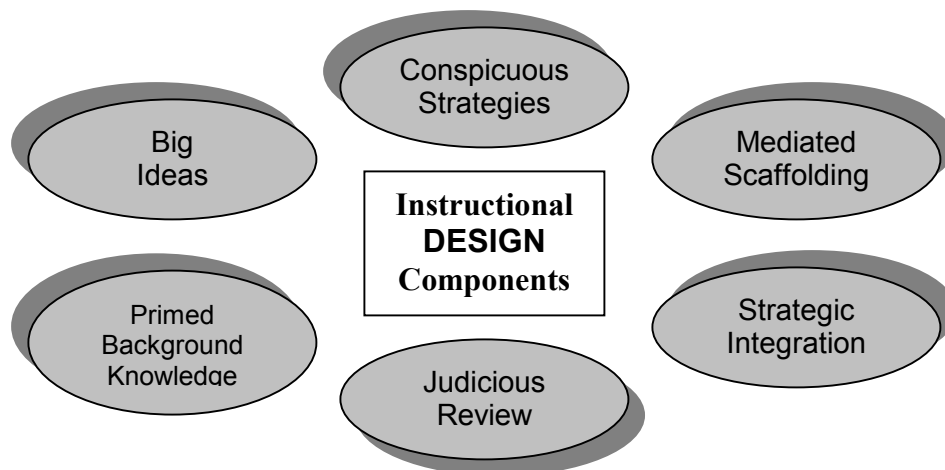 Conspicuous
Strategies
Big
Ideas
Mediated
Scaffolding
Instructional
DESIGN
Components
Primed
Background
Knowledge
Strategic
Integration
Judicious
Review